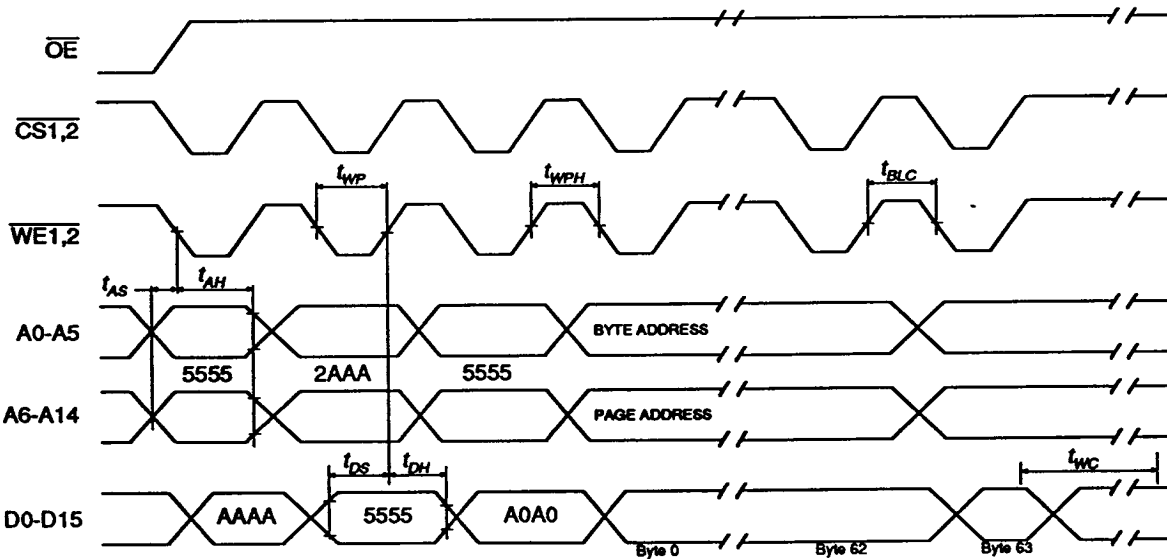 OE
CS1,2
tWP
tWPH
tBLC
WE1,2
tAS
tAH
A0-A5
BYTE ADDRESS
5555
2AAA
5555
A6-A14
PAGE ADDRESS
tDS
tDH
tWC
D0-D15
AAAA
5555
A0A0
Byte 0
Byte 62
Byte 63